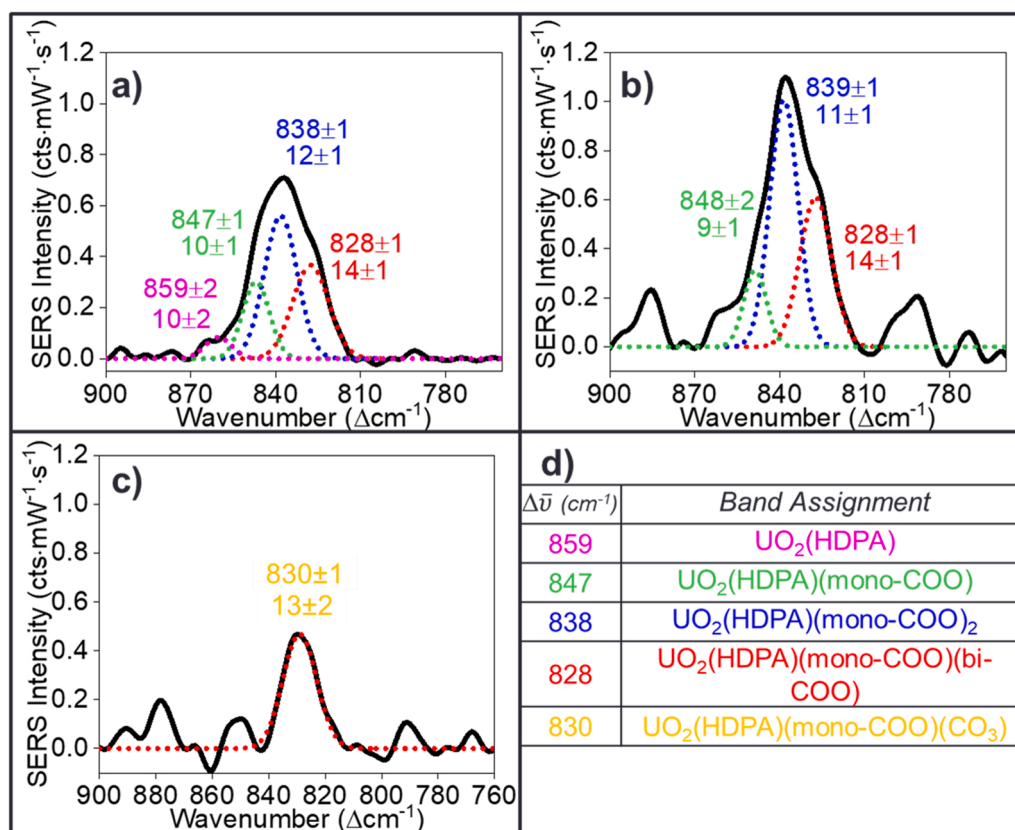 a)
SERS Intensity (cts·mW⁻¹·s⁻¹)
1.2
1.0
0.8
0.6
0.4
0.2
0.0
838±1
12±1
847±1
10±1
828±1
14±1
859±2
10±2
900 870 840 810 780
Wavenumber (Δcm⁻¹)
b)
SERS Intensity (cts·mW⁻¹·s⁻¹)
1.2
1.0
0.8
0.6
0.4
0.2
0.0
839±1
11±1
848±2
9±1
828±1
14±1
900 870 840 810 780
Wavenumber (Δcm⁻¹)
c)
SERS Intensity (cts·mW⁻¹·s⁻¹)
1.2
1.0
0.8
0.6
0.4
0.2
0.0
830±1
13±2
900 880 860 840 820 800 780 760
Wavenumber (Δcm⁻¹)
d)
Δῡ (cm⁻¹) Band Assignment
859 UO₂(HDPA)
847 UO₂(HDPA)(mono-COO)
838 UO₂(HDPA)(mono-COO)₂
828 UO₂(HDPA)(mono-COO)(bi-
COO)
830 UO₂(HDPA)(mono-COO)(CO₃)